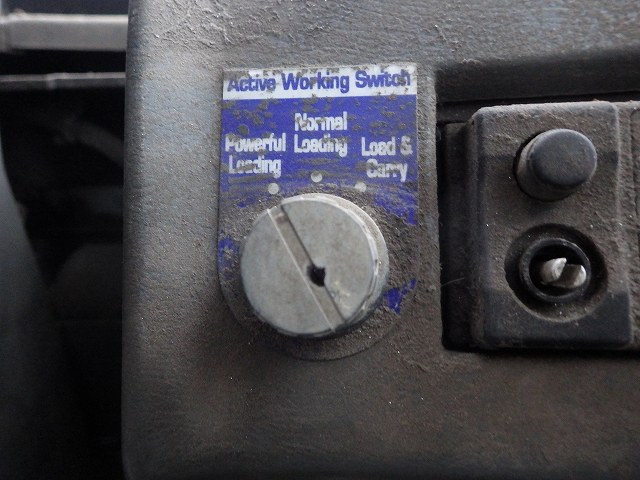 Active Working Switch
Normal
Loading
Powerful
Loading
Load &
Carry